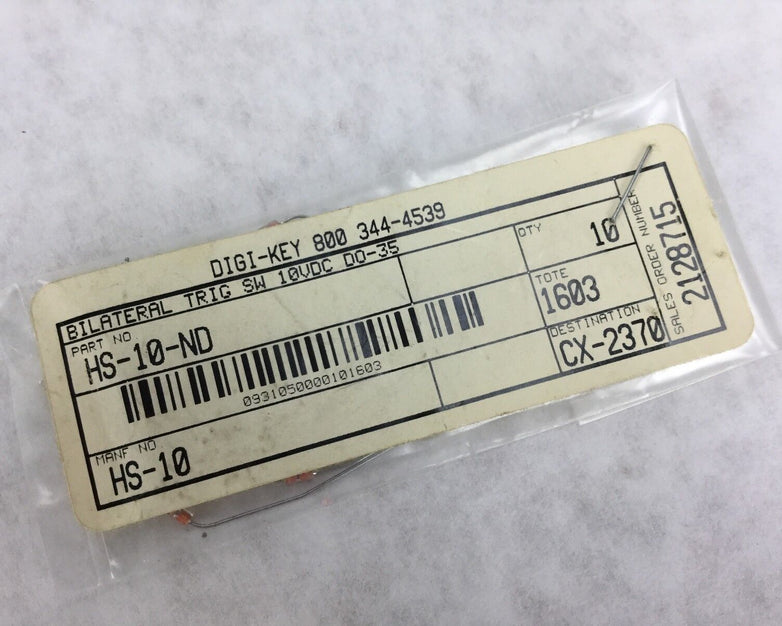 DIGI-KEY 800 344-4539
BILATERAL TRIG SW 10VDC DO-35
PART NO
HS-10-ND
QTY
10
TOTE
1603
0931050000101603
DESTINATION
CX-2370
MANF NO
HS-10
SALES ORDER NUMBER
2128715